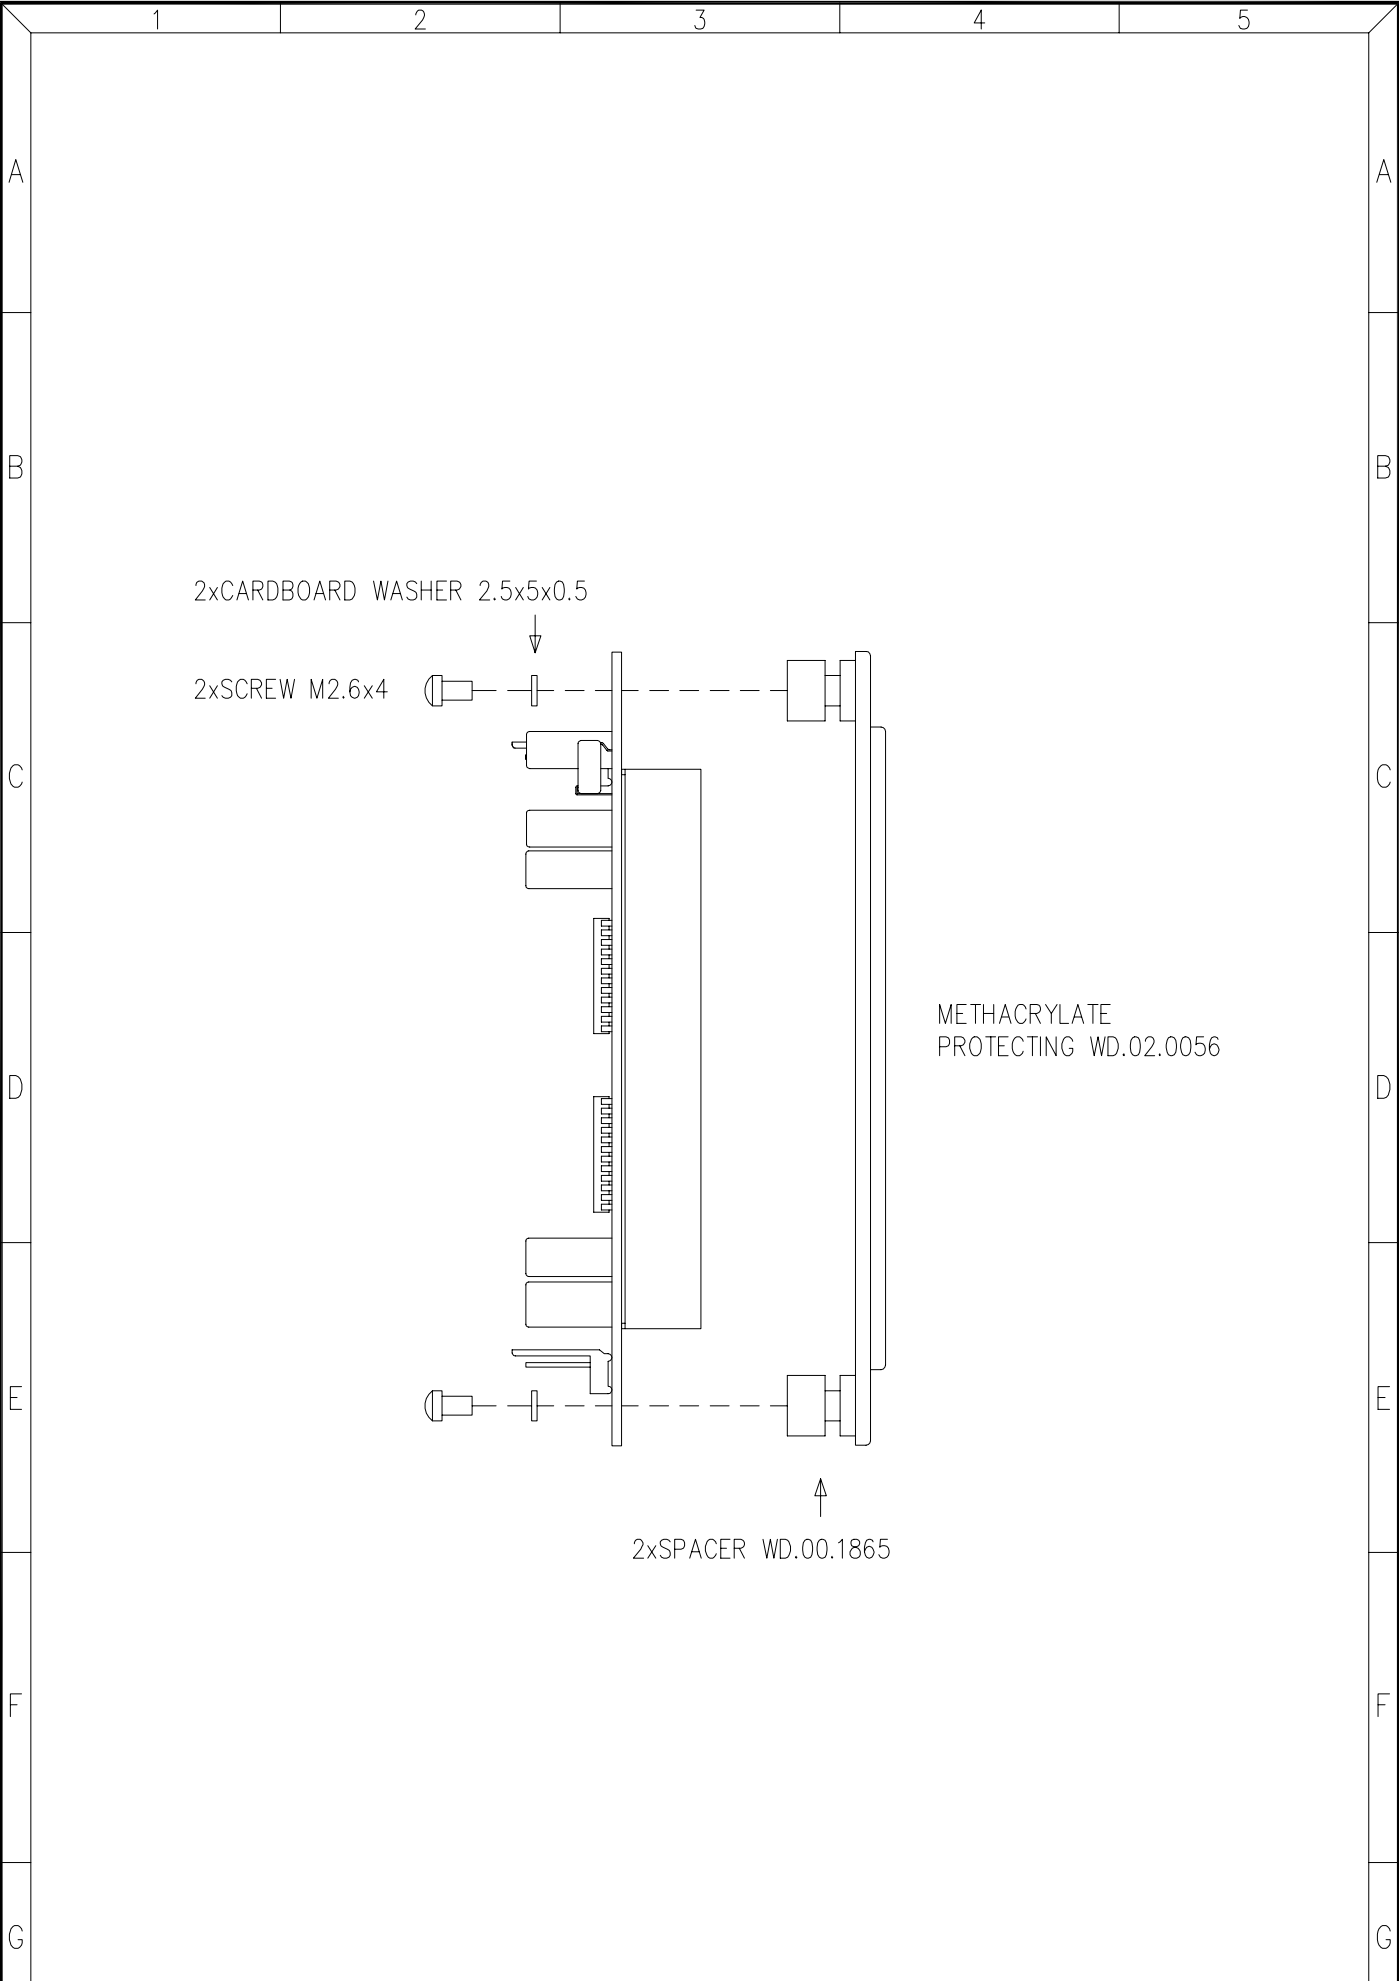 1 2 3 4 5
A A
B B
2xCARDBOARD WASHER 2.5x5x0.5
2xSCREW M2.6x4
C C
METHACRYLATE
PROTECTING WD.02.0056
D D
E E
2xSPACER WD.00.1865
F F
G G